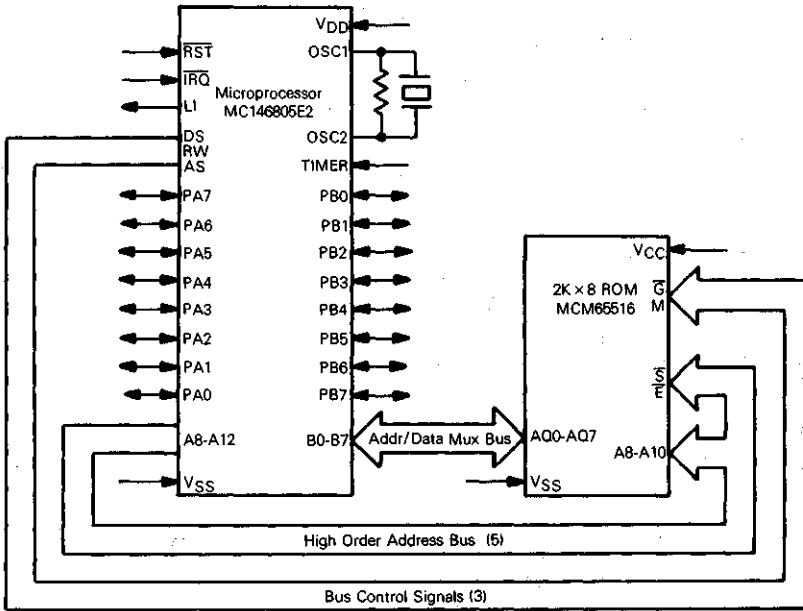 VDD
RST
OSC1
IRQ
Microprocessor
MC146805E2
LI
DS
OSC2
RW
AS
TIMER
PA7
PB0
PA6
PB1
PA5
PB2
PA4
PB3
PA3
PB4
PA2
PB5
PA1
PB6
PA0
PB7
A8-A12
B0-B7
VSS
Addr/Data Mux Bus
VCC
2K × 8 ROM
MCM65516
G
M
S
E
AQ0-AQ7
A8-A10
VSS
High Order Address Bus (5)
Bus Control Signals (3)